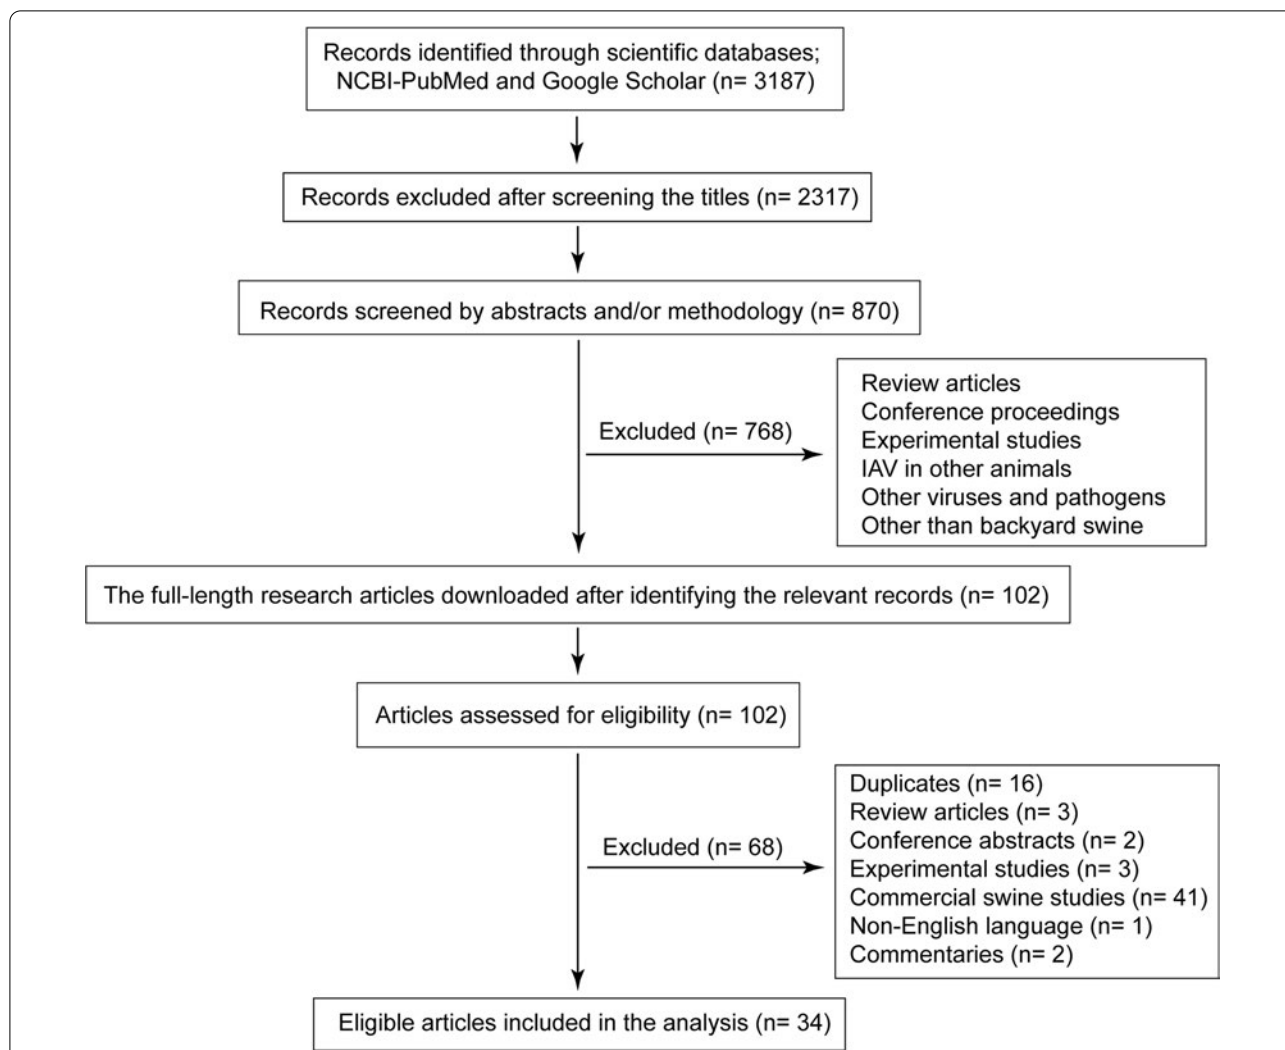 Records identified through scientific databases;
NCBI-PubMed and Google Scholar (n= 3187)
Records excluded after screening the titles (n= 2317)
Records screened by abstracts and/or methodology (n= 870)
Excluded (n= 768)
Review articles
Conference proceedings
Experimental studies
IAV in other animals
Other viruses and pathogens
Other than backyard swine
The full-length research articles downloaded after identifying the relevant records (n= 102)
Articles assessed for eligibility (n= 102)
Excluded (n= 68)
Duplicates (n= 16)
Review articles (n= 3)
Conference abstracts (n= 2)
Experimental studies (n= 3)
Commercial swine studies (n= 41)
Non-English language (n= 1)
Commentaries (n= 2)
Eligible articles included in the analysis (n= 34)